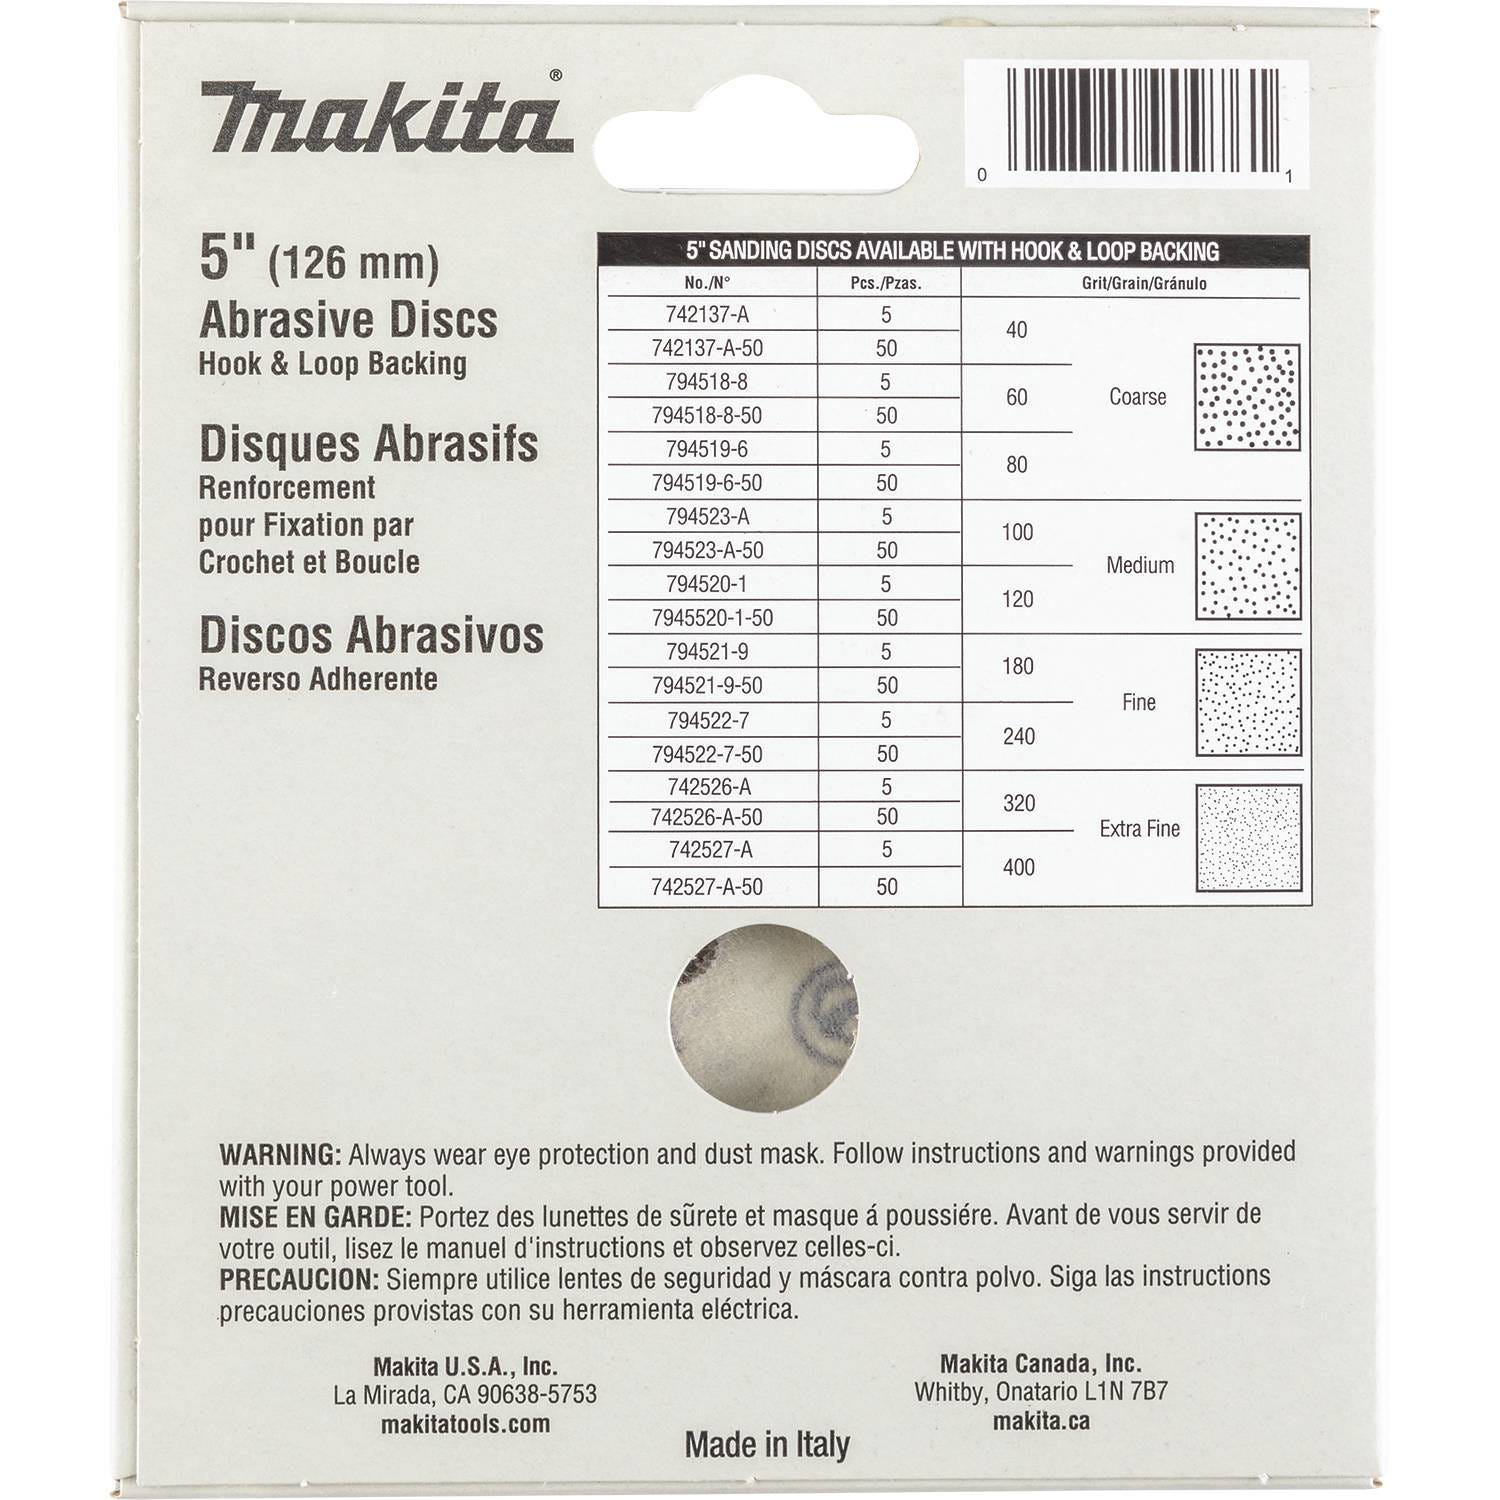 makita®
0 1
5" (126 mm)
Abrasive Discs
Hook & Loop Backing
Disques Abrasifs
Renforcement
pour Fixation par
Crochet et Boucle
Discos Abrasivos
Reverso Adherente
5" SANDING DISCS AVAILABLE WITH HOOK & LOOP BACKING
No./N° Pcs./Pzas. Grit/Grain/Gránulo
742137-A 5 40 Coarse
742137-A-50 50
794518-8 5 60
794518-8-50 50
794519-6 5 80
794519-6-50 50
794523-A 5 100 Medium
794523-A-50 50
794520-1 5 120
7945520-1-50 50
794521-9 5 180 Fine
794521-9-50 50
794522-7 5 240
794522-7-50 50
742526-A 5 320 Extra Fine
742526-A-50 50
742527-A 5 400
742527-A-50 50
WARNING: Always wear eye protection and dust mask. Follow instructions and warnings provided
with your power tool.
MISE EN GARDE: Portez des lunettes de sũrete et masque á poussiére. Avant de vous servir de
votre outil, lisez le manuel d'instructions et observez celles-ci.
PRECAUCION: Siempre utilice lentes de seguridad y máscara contra polvo. Siga las instructions
precauciones provistas con su herramienta eléctrica.
Makita U.S.A., Inc.
La Mirada, CA 90638-5753
makitatools.com
Makita Canada, Inc.
Whitby, Onatario L1N 7B7
makita.ca
Made in Italy